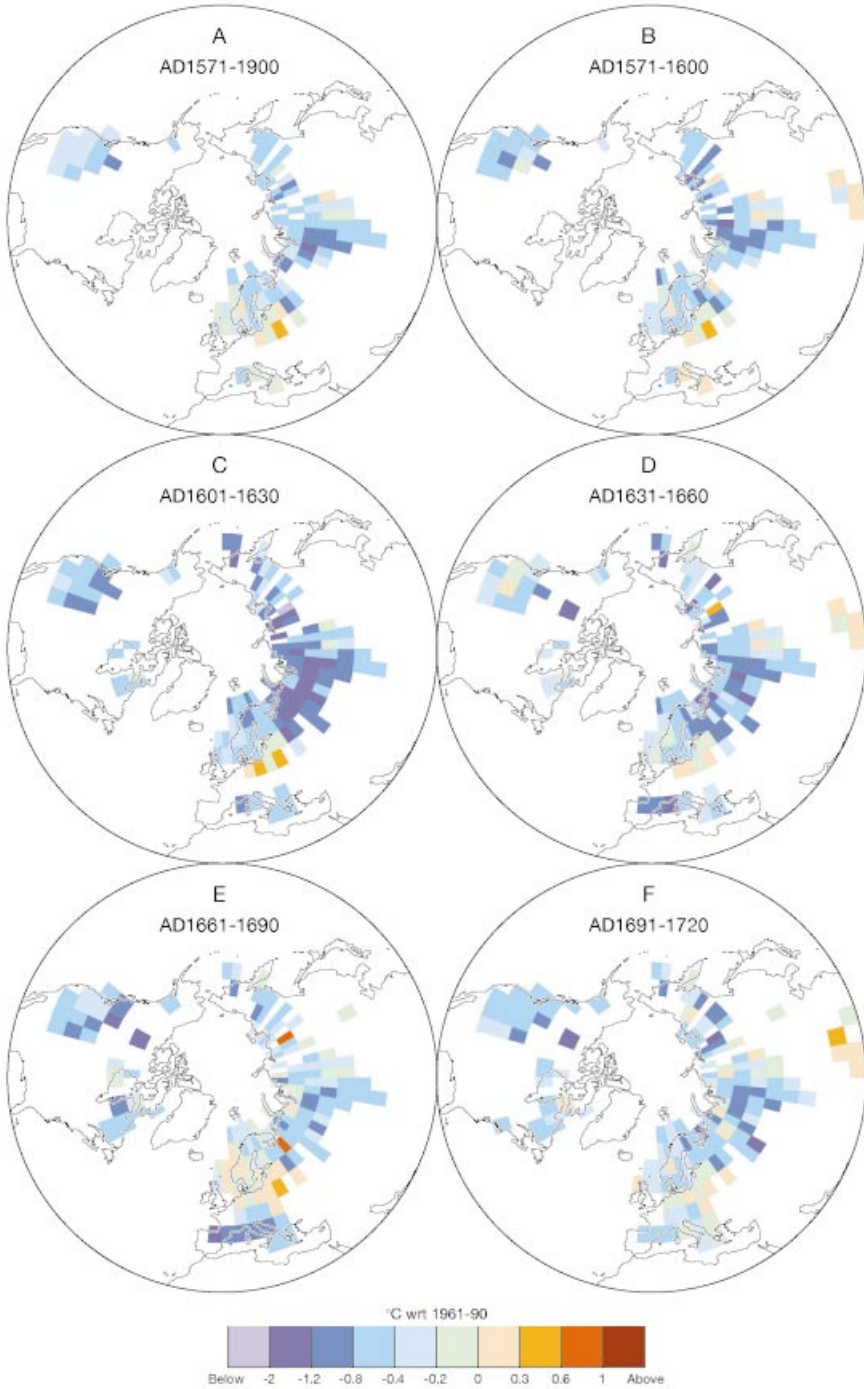 A
AD1571-1900
B
AD1571-1600
C
AD1601-1630
D
AD1631-1660
E
AD1661-1690
F
AD1691-1720
°C wrt 1961-90
Below -2 -1.2 -0.8 -0.4 -0.2 0 0.3 0.6 1 Above